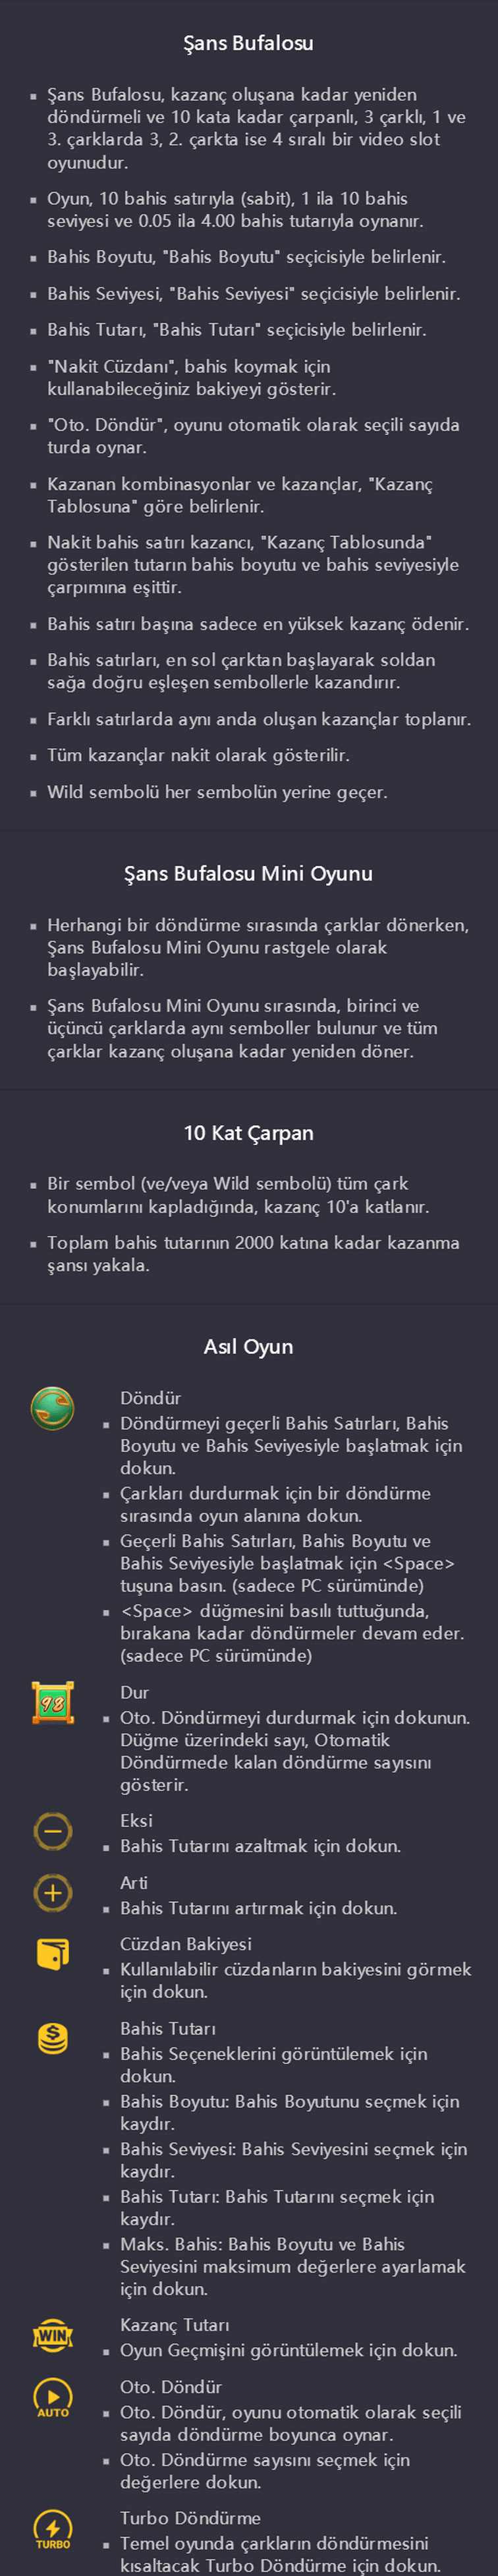 Şans Bufalosu
Şans Bufalosu, kazanç oluşana kadar yeniden
döndürmeli ve 10 kata kadar çarpanlı, 3 çarklı, 1 ve
3. çarklarda 3, 2. çarkta ise 4 sıralı bir video slot
oyunudur.
Oyun, 10 bahis satırıyla (sabit), 1 ila 10 bahis
seviyesi ve 0.05 ila 4.00 bahis tutarıyla oynanır.
Bahis Boyutu, "Bahis Boyutu" seçicisiyle belirlenir.
Bahis Seviyesi, "Bahis Seviyesi" seçicisiyle belirlenir.
Bahis Tutarı, "Bahis Tutarı" seçicisiyle belirlenir.
"Nakit Cüzdanı", bahis koymak için
kullanabileceğiniz bakiyeyi gösterir.
"Oto. Döndür", oyunu otomatik olarak seçili sayıda
turda oynar.
Kazanan kombinasyonlar ve kazançlar, "Kazanç
Tablosuna" göre belirlenir.
Nakit bahis satırı kazancı, "Kazanç Tablosunda"
gösterilen tutarın bahis boyutu ve bahis seviyesiyle
çarpımına eşittir.
Bahis satırı başına sadece en yüksek kazanç ödenir.
Bahis satırları, en sol çarktan başlayarak soldan
sağa doğru eşleşen sembollerle kazandırır.
Farklı satırlarda aynı anda oluşan kazançlar toplanır.
Tüm kazançlar nakit olarak gösterilir.
Wild sembolü her sembolün yerine geçer.
Şans Bufalosu Mini Oyunu
Herhangi bir döndürme sırasında çarklar dönerken,
Şans Bufalosu Mini Oyunu rastgele olarak
başlayabilir.
Şans Bufalosu Mini Oyunu sırasında, birinci ve
üçüncü çarklarda aynı semboller bulunur ve tüm
çarklar kazanç oluşana kadar yeniden döner.
10 Kat Çarpan
Bir sembol (ve/veya Wild sembolü) tüm çark
konumlarını kapladığında, kazanç 10'a katlanır.
Toplam bahis tutarının 2000 katına kadar kazanma
şansı yakala.
Asıl Oyun
Döndür
Döndürmeyi geçerli Bahis Satırları, Bahis
Boyutu ve Bahis Seviyesiyle başlatmak için
dokun.
Çarkları durdurmak için bir döndürme
sırasında oyun alanına dokun.
Geçerli Bahis Satırları, Bahis Boyutu ve
Bahis Seviyesiyle başlatmak için <Space>
tuşuna basın. (sadece PC sürümünde)
<Space> düğmesini basılı tuttuğunda,
bırakana kadar döndürmeler devam eder.
(sadece PC sürümünde)
98
Dur
Oto. Döndürmeyi durdurmak için dokunun.
Düğme üzerindeki sayı, Otomatik
Döndürmede kalan döndürme sayısını
gösterir.
Eksi
Bahis Tutarını azaltmak için dokun.
Arti
Bahis Tutarını artırmak için dokun.
Cüzdan Bakiyesi
Kullanılabilir cüzdanların bakiyesini görmek
için dokun.
Bahis Tutarı
Bahis Seçeneklerini görüntülemek için
dokun.
Bahis Boyutu: Bahis Boyutunu seçmek için
kaydır.
Bahis Seviyesi: Bahis Seviyesini seçmek için
kaydır.
Bahis Tutarı: Bahis Tutarını seçmek için
kaydır.
Maks. Bahis: Bahis Boyutu ve Bahis
Seviyesini maksimum değerlere ayarlamak
için dokun.
WIN
Kazanç Tutarı
Oyun Geçmişini görüntülemek için dokun.
AUTO
Oto. Döndür
Oto. Döndür, oyunu otomatik olarak seçili
sayıda döndürme boyunca oynar.
Oto. Döndürme sayısını seçmek için
değerlere dokun.
TURBO
Turbo Döndürme
Temel oyunda çarkların döndürmesini
kısaltacak Turbo Döndürme için dokun.